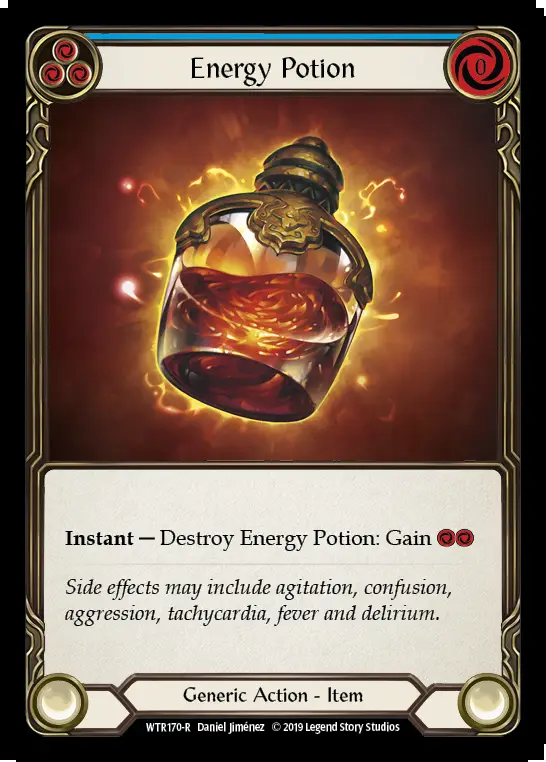 Energy Potion
0
Instant — Destroy Energy Potion: Gain
Side effects may include agitation, confusion,
aggression, tachycardia, fever and delirium.
Generic Action - Item
WTR170-R Daniel Jiménez © 2019 Legend Story Studios